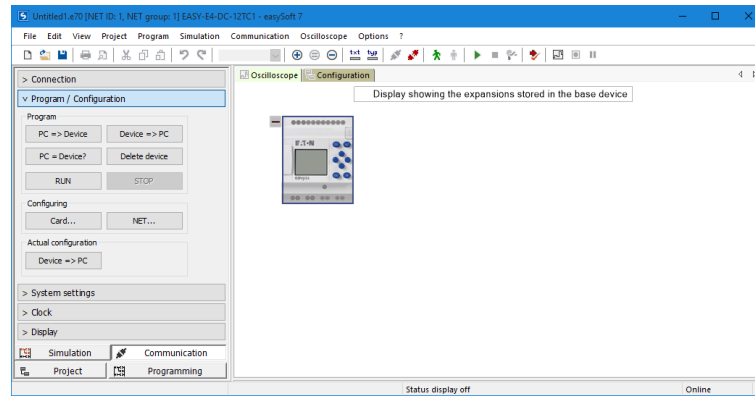 Untitled1.e70 [NET ID: 1, NET group: 1] EASY-E4-DC-12TC1 - easySoft 7
File Edit View Project Program Simulation Communication Oscilloscope Options ?
txt typ
> Connection
v Program / Configuration
Program
PC => Device Device => PC
PC = Device? Delete device
RUN STOP
Configuring
Card... NET...
Actual configuration
Device => PC
> System settings
> Clock
> Display
Simulation Communication
Project Programming
Oscilloscope Configuration
Display showing the expansions stored in the base device
E·T·N
Status display off Online